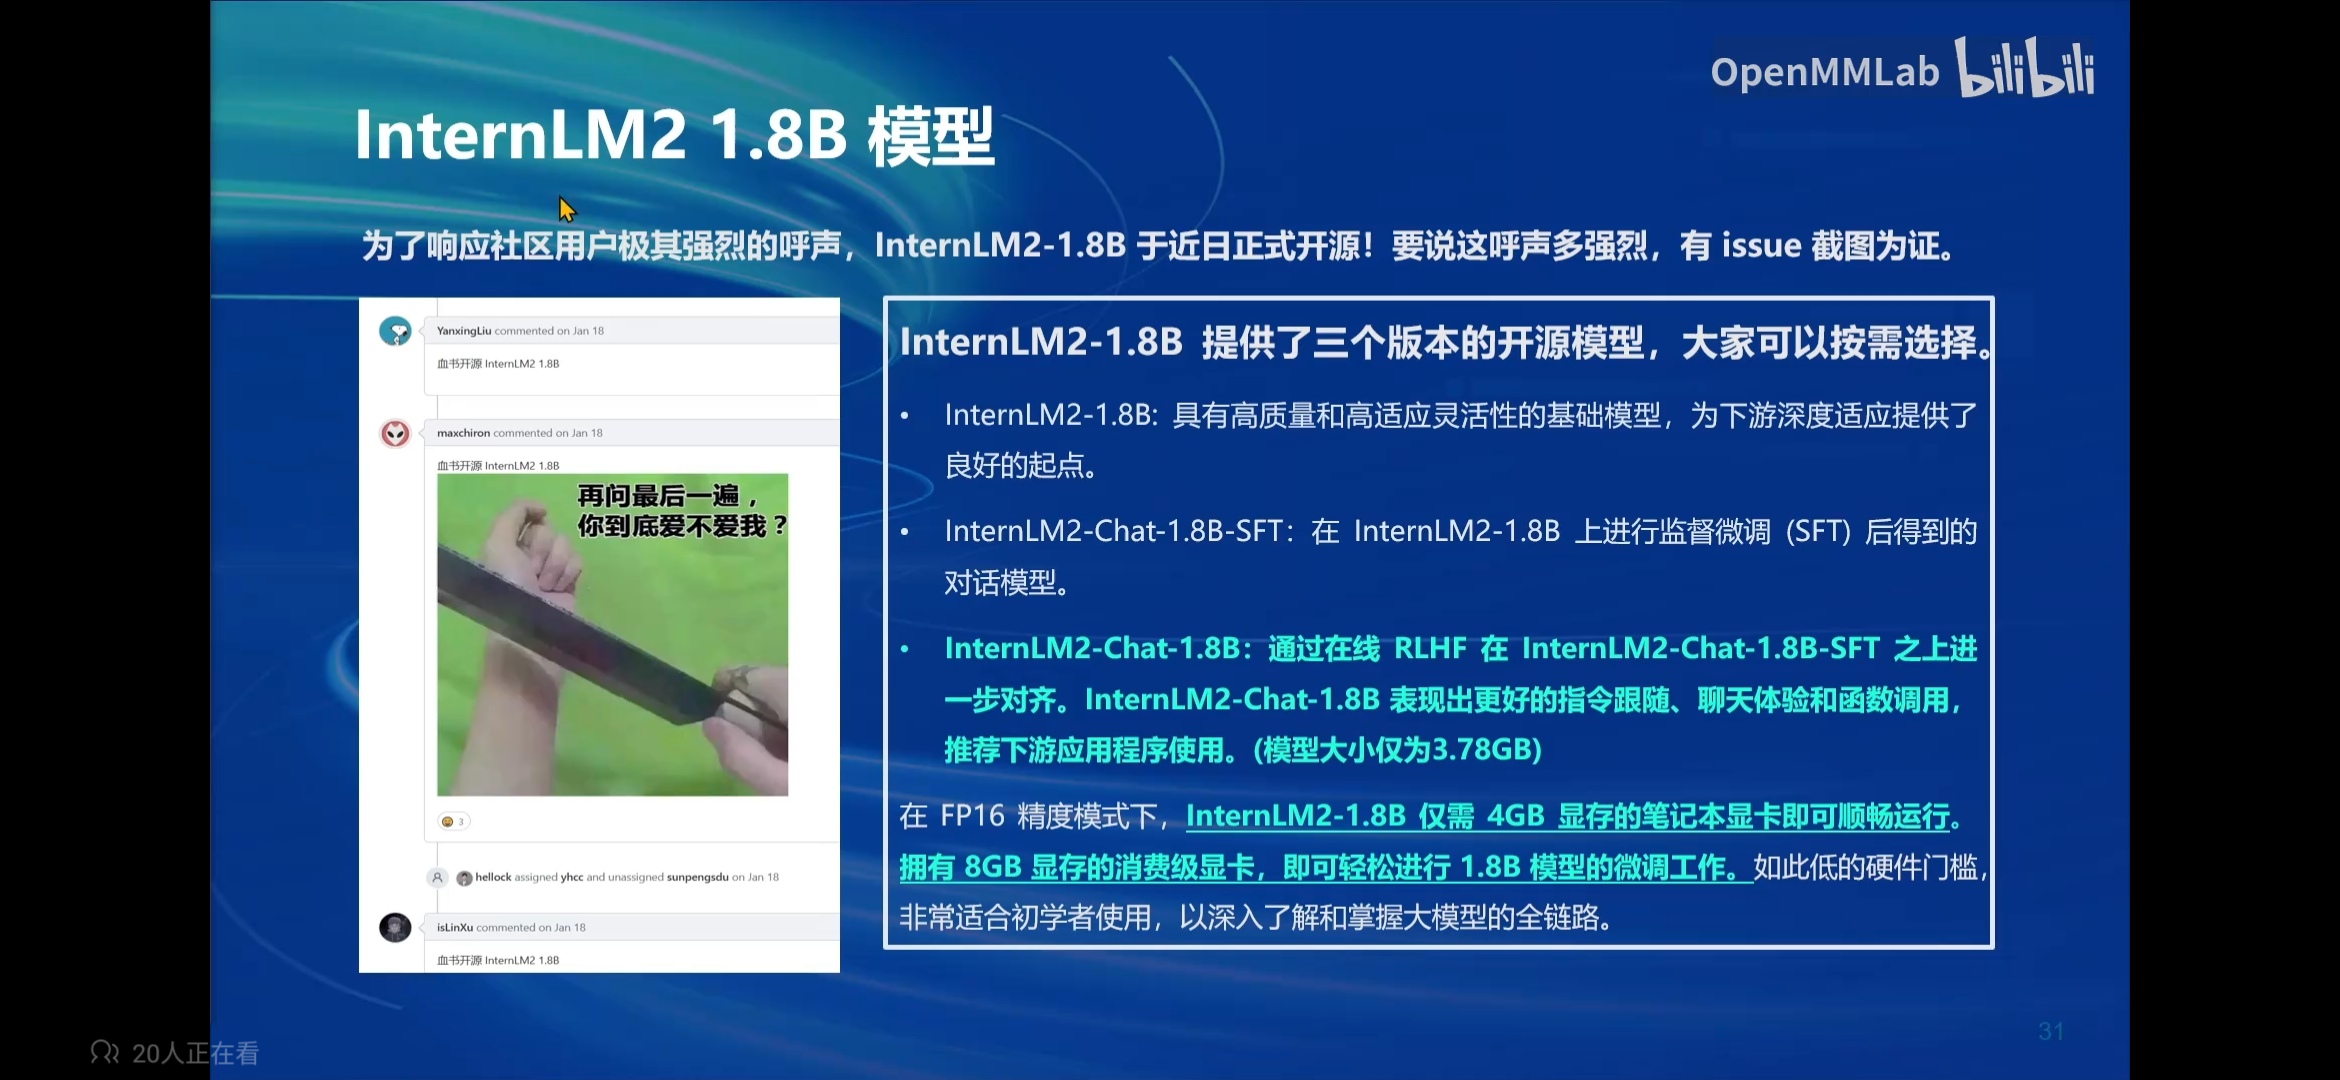 OpenMMLab bilibili
InternLM2 1.8B 模型
为了响应社区用户极其强烈的呼声，InternLM2-1.8B 于近日正式开源！要说这呼声多强烈，有 issue 截图为证。
YanxingLiu commented on Jan 18
血书开源 InternLM2 1.8B
maxchiron commented on Jan 18
血书开源 InternLM2 1.8B
再问最后一遍，
你到底爱不爱我？
3
hellock assigned yhcc and unassigned sunpengsdu on Jan 18
isLinXu commented on Jan 18
血书开源 InternLM2 1.8B
InternLM2-1.8B 提供了三个版本的开源模型，大家可以按需选择。
• InternLM2-1.8B: 具有高质量和高适应灵活性的基础模型，为下游深度适应提供了
良好的起点。
• InternLM2-Chat-1.8B-SFT：在 InternLM2-1.8B 上进行监督微调 (SFT) 后得到的
对话模型。
• InternLM2-Chat-1.8B：通过在线 RLHF 在 InternLM2-Chat-1.8B-SFT 之上进
一步对齐。InternLM2-Chat-1.8B 表现出更好的指令跟随、聊天体验和函数调用，
推荐下游应用程序使用。(模型大小仅为3.78GB)
在 FP16 精度模式下，InternLM2-1.8B 仅需 4GB 显存的笔记本显卡即可顺畅运行。
拥有 8GB 显存的消费级显卡，即可轻松进行 1.8B 模型的微调工作。如此低的硬件门槛，
非常适合初学者使用，以深入了解和掌握大模型的全链路。
31
20人正在看